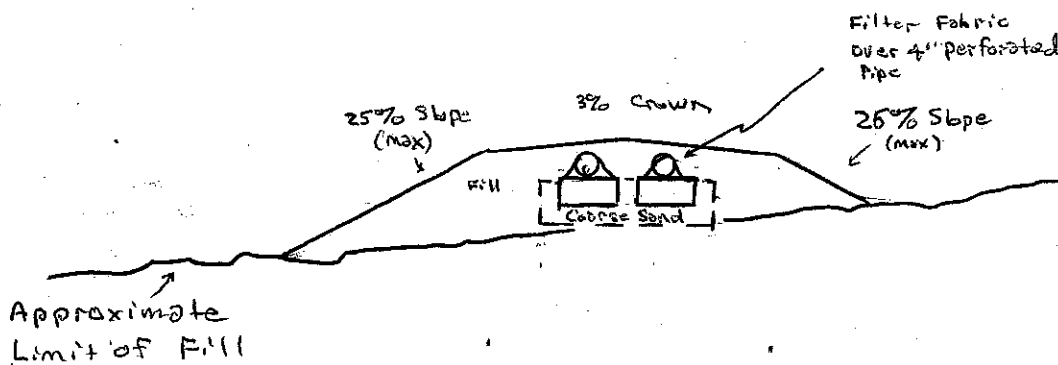 Filter Fabric
over 4" perforated
Pipe
3% Crown
25% Slope
(max)
25% Slope
(max)
Fill
Coarse Sand
Approximate
Limit of Fill